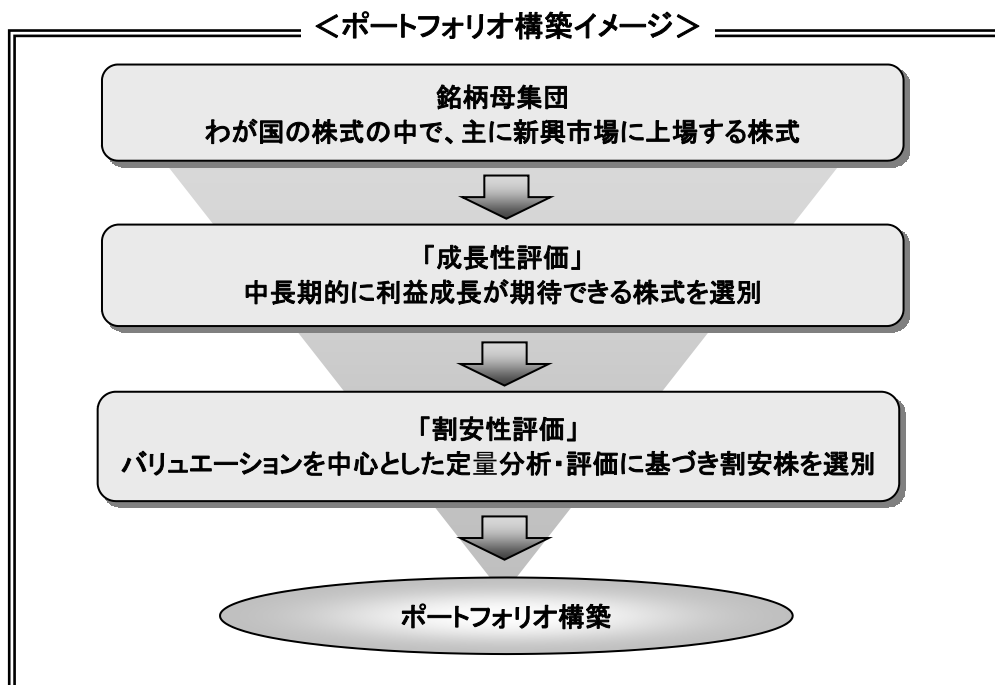 ＜ポートフォリオ構築イメージ＞
銘柄母集団
わが国の株式の中で、主に新興市場に上場する株式
「成長性評価」
中長期的に利益成長が期待できる株式を選別
「割安性評価」
バリュエーションを中心とした定量分析・評価に基づき割安株を選別
ポートフォリオ構築